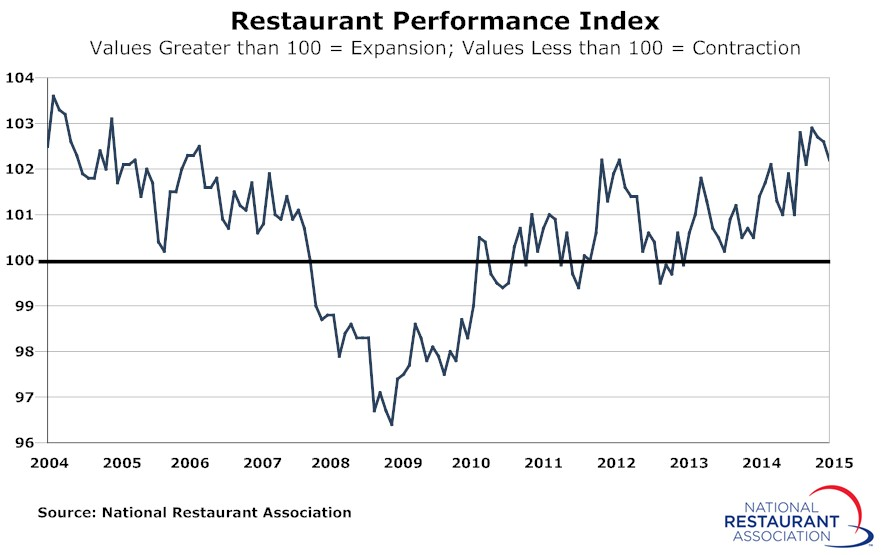 Restaurant Performance Index
Values Greater than 100 = Expansion; Values Less than 100 = Contraction
104
103
102
101
100
99
98
97
96
2004 2005 2006 2007 2008 2009 2010 2011 2012 2013 2014 2015
Source: National Restaurant Association
NATIONAL
RESTAURANT
ASSOCIATION